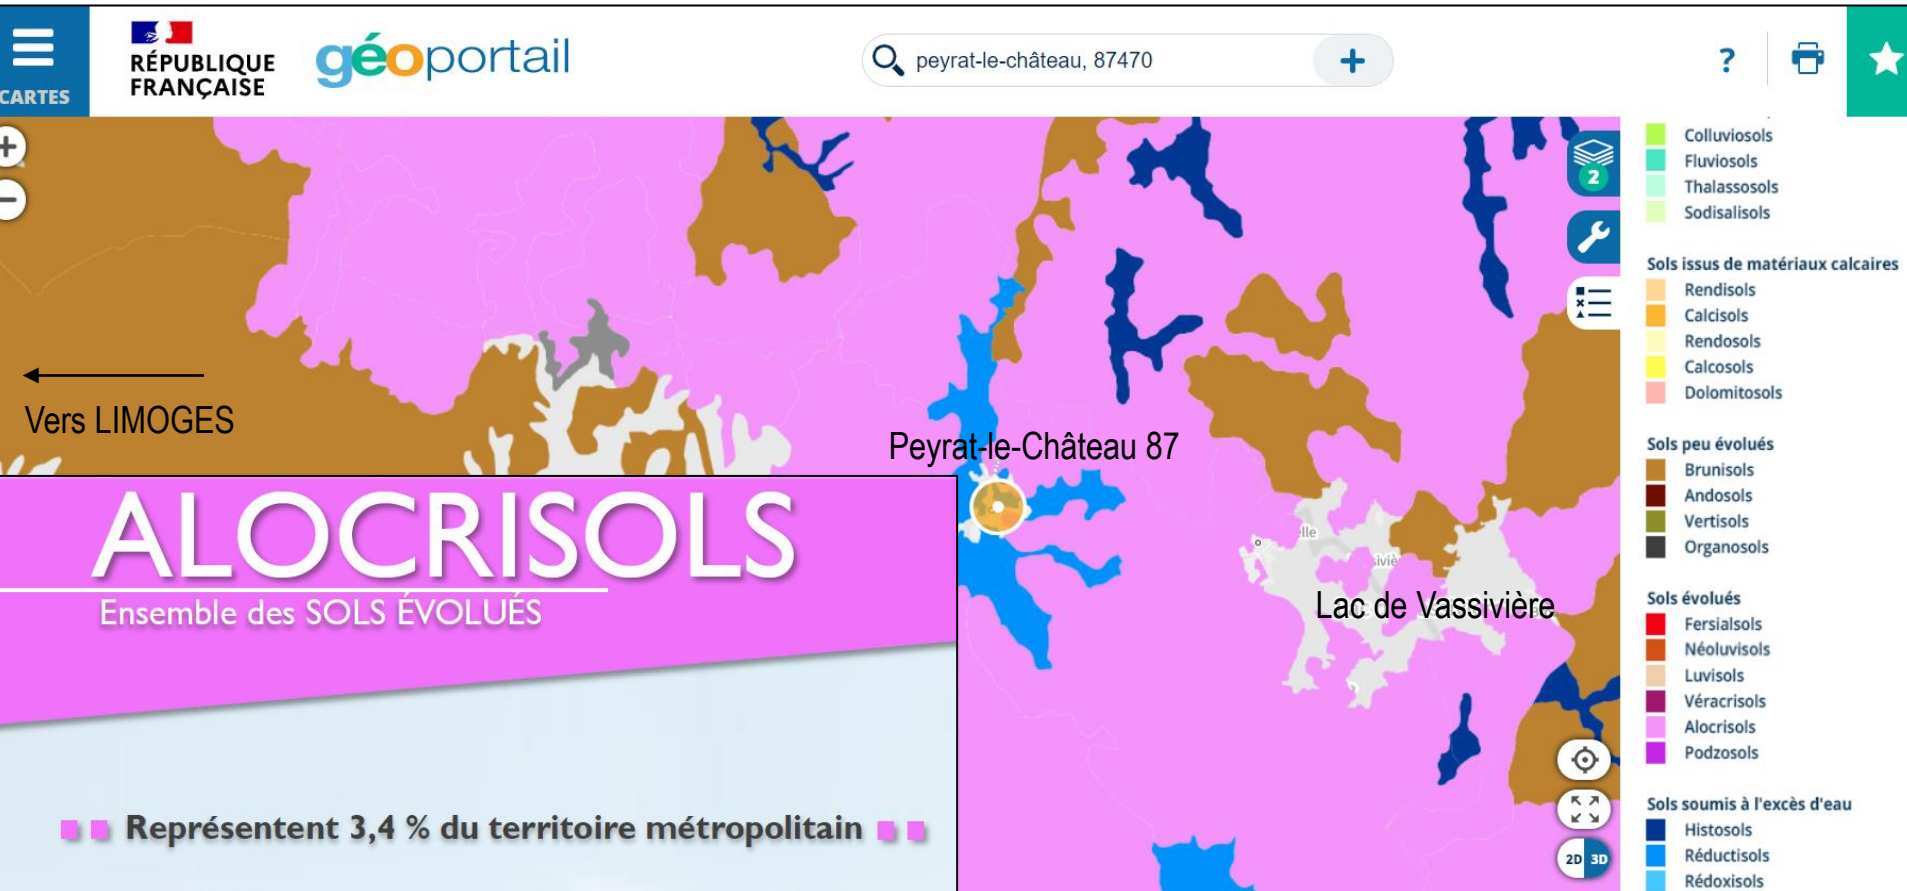 CARTES
RÉPUBLIQUE
FRANÇAISE
géoportail
peyrat-le-château, 87470
+
?
+
−
2
Colluviosols
Fluviosols
Thalassosols
Sodisalisols
Sols issus de matériaux calcaires
Rendisols
Calcisols
Rendosols
Calcosols
Dolomitosols
Sols peu évolués
Brunisols
Andosols
Vertisols
Organosols
Sols évolués
Fersialsols
Néoluvisols
Luvisols
Véracrisols
Alocrisols
Podzosols
Sols soumis à l'excès d'eau
Histosols
Réductisols
Rédoxisols
Vers LIMOGES
Peyrat-le-Château 87
elle
sivièr
Lac de Vassivière
2D 3D
ALOCRISOLS
Ensemble des SOLS ÉVOLUÉS
Représentent 3,4 % du territoire métropolitain